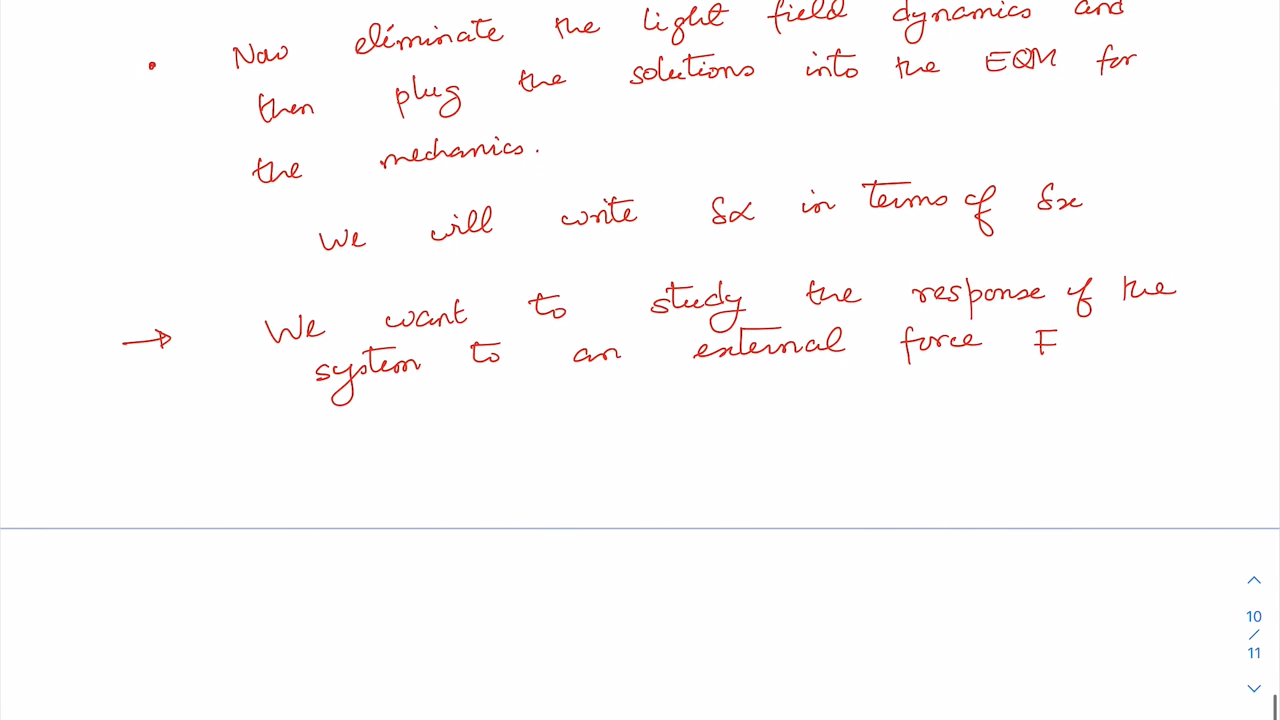 • Now eliminate the light field dynamics and
then plug the solutions into the EQM for
the mechanics.
We will write δα in terms of δx
→ We want to study the response of the
system to an external force F
10
/
11